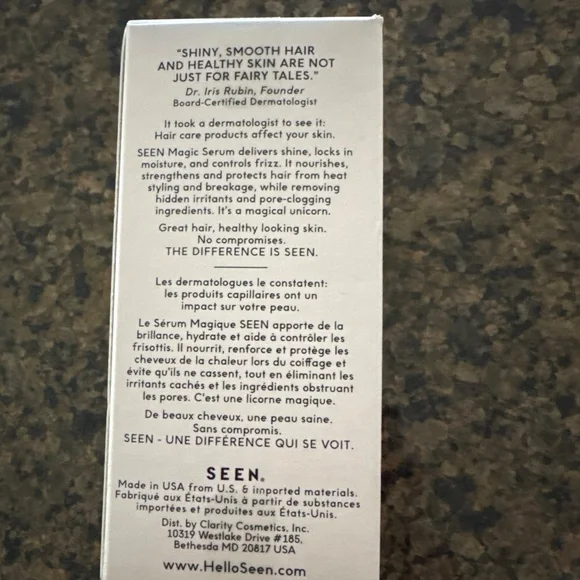 "SHINY, SMOOTH HAIR
AND HEALTHY SKIN ARE NOT
JUST FOR FAIRY TALES."
Dr. Iris Rubin, Founder
Board-Certified Dermatologist
It took a dermatologist to see it:
Hair care products affect your skin.
SEEN Magic Serum delivers shine, locks in
moisture, and controls frizz. It nourishes,
strengthens and protects hair from heat
styling and breakage, while removing
hidden irritants and pore-clogging
ingredients. It's a magical unicorn.
Great hair, healthy looking skin.
No compromises.
THE DIFFERENCE IS SEEN.
Les dermatologues le constatent:
les produits capillaires ont un
impact sur votre peau.
Le Sérum Magique SEEN apporte de la
brillance, hydrate et aide à contrôler les
frisottis. Il nourrit, renforce et protège les
cheveux de la chaleur lors du coiffage et
évite qu'ils ne cassent, tout en éliminant les
irritants cachés et les ingrédients obstruant
les pores. C'est une licorne magique.
De beaux cheveux, une peau saine.
Sans compromis.
SEEN - UNE DIFFÉRENCE QUI SE VOIT.
SEEN®
Made in USA from U.S. & imported materials.
Fabriqué aux États-Unis à partir de substances
importées et produites aux États-Unis.
Dist. by Clarity Cosmetics, Inc.
10319 Westlake Drive #185,
Bethesda MD 20817 USA
www.HelloSeen.com